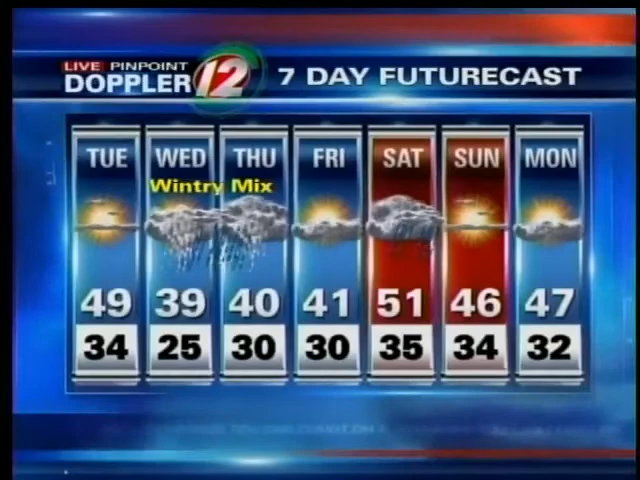 LIVE PINPOINT
DOPPLER 12
7 DAY FUTURECAST
TUE WED THU FRI SAT SUN MON
Wintry Mix
49 39 40 41 51 46 47
34 25 30 30 35 34 32